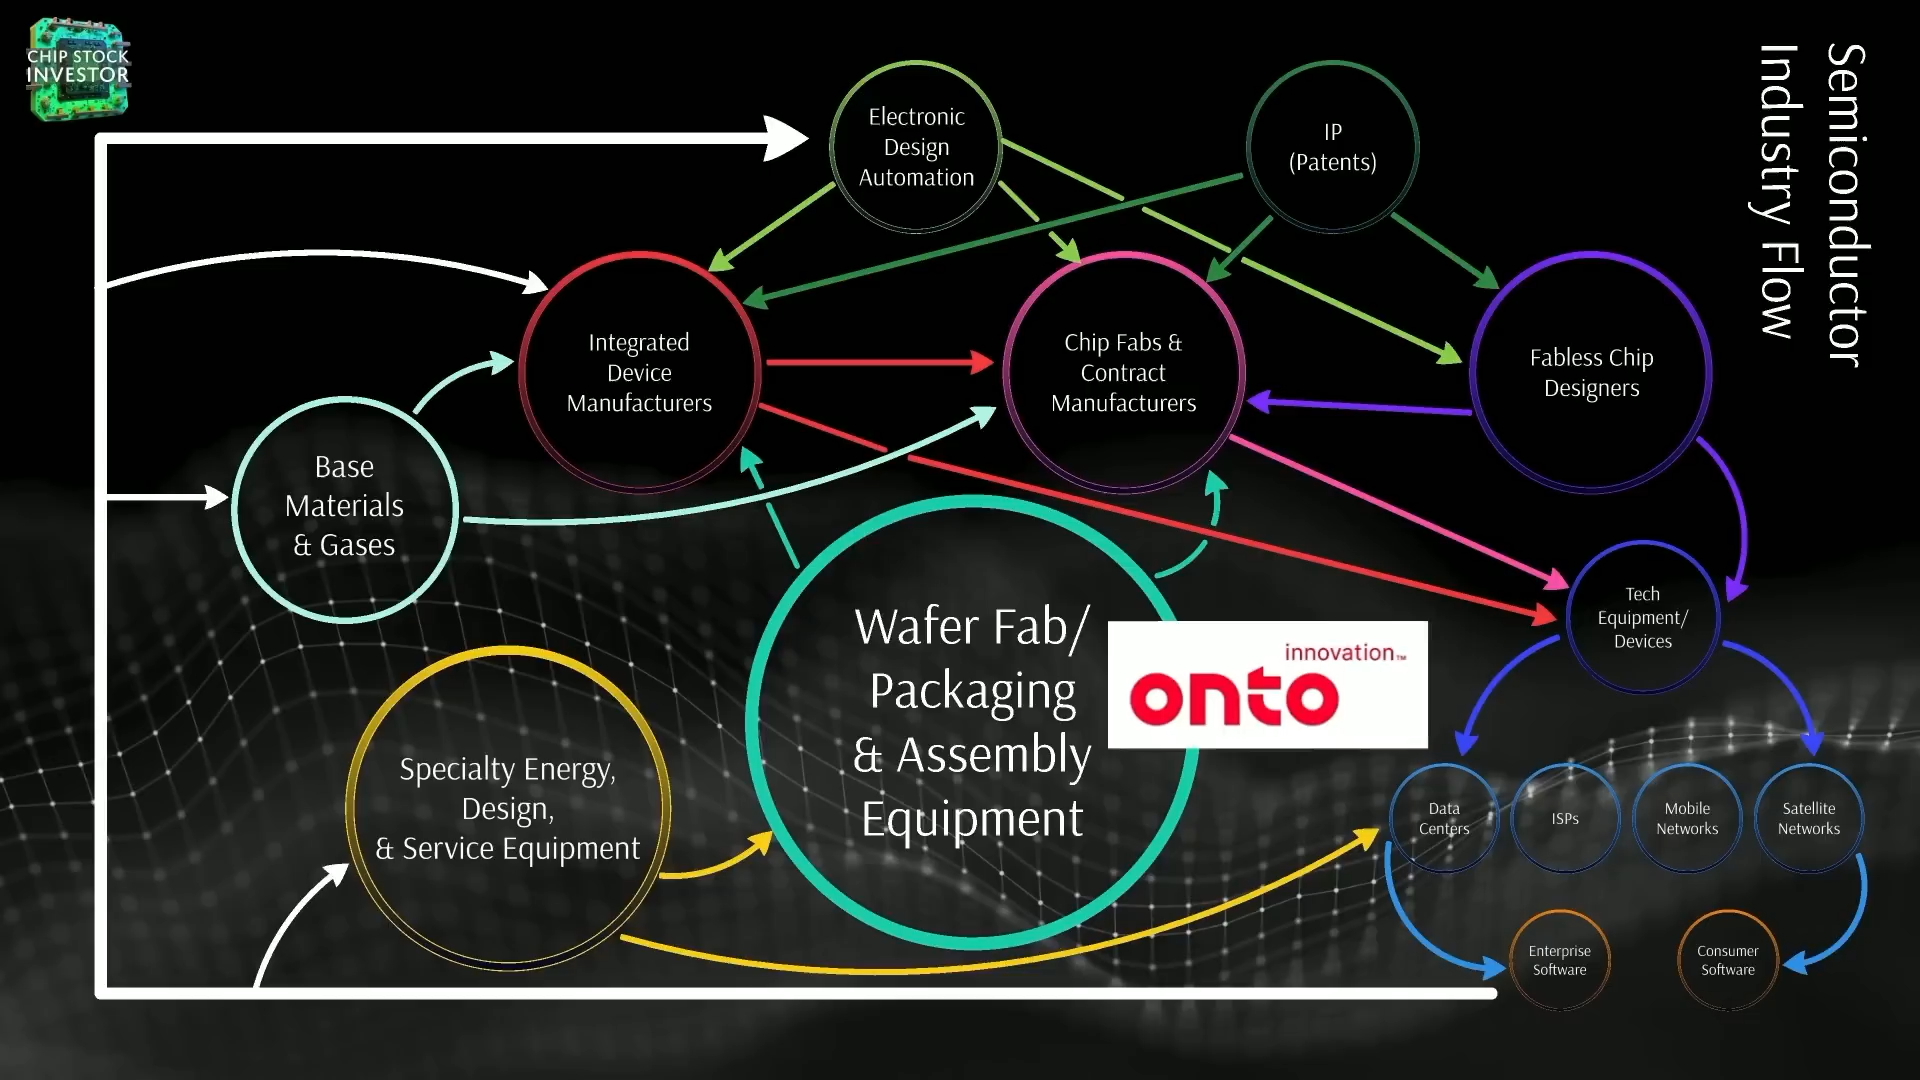 CHIP STOCK
INVESTOR
Semiconductor
Industry Flow
Electronic
Design
Automation
IP
(Patents)
Integrated
Device
Manufacturers
Chip Fabs &
Contract
Manufacturers
Fabless Chip
Designers
Base
Materials
& Gases
Tech
Equipment/
Devices
Wafer Fab/
Packaging
& Assembly
Equipment
innovation™
onto
Specialty Energy,
Design,
& Service Equipment
Data
Centers
ISPs
Mobile
Networks
Satellite
Networks
Enterprise
Software
Consumer
Software